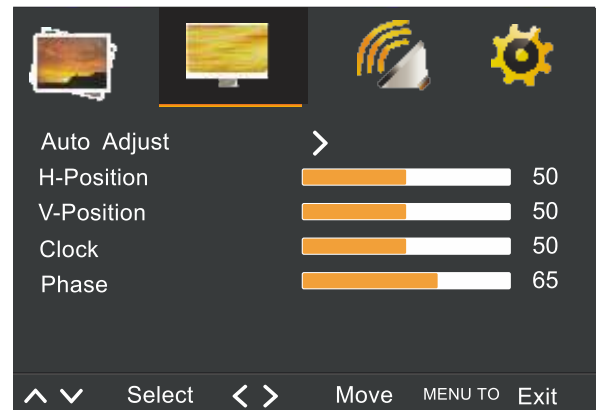 Auto Adjust >
H-Position 50
V-Position 50
Clock 50
Phase 65
Select < > Move MENU TO Exit